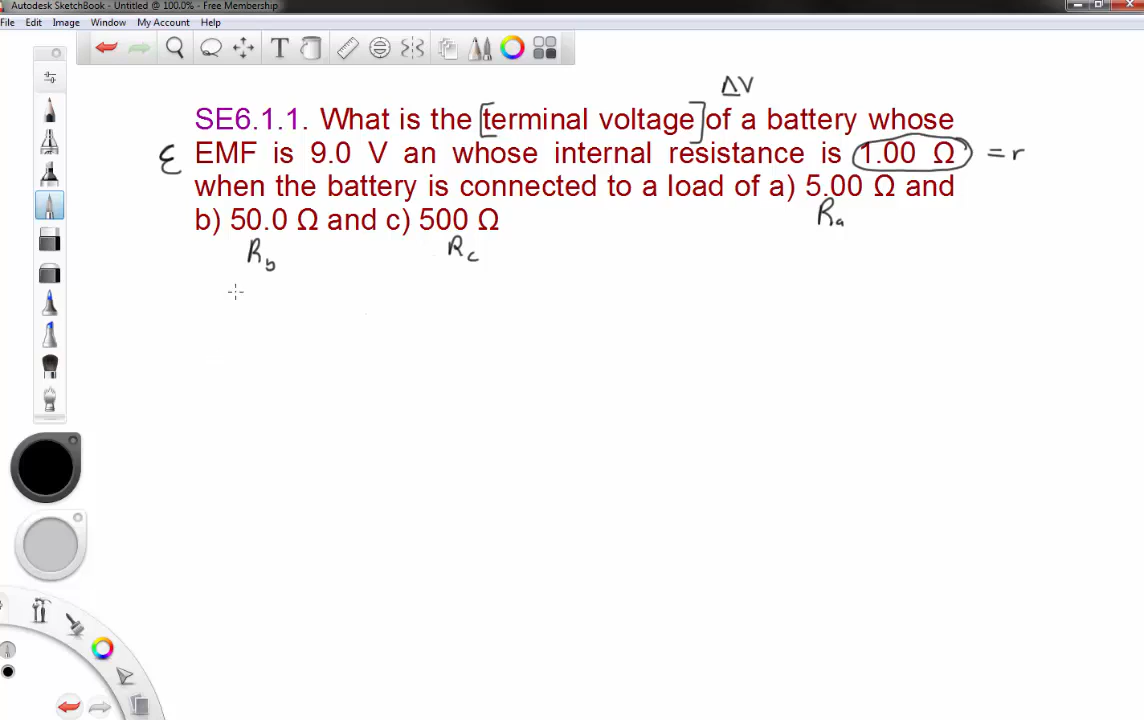 Autodesk SketchBook - Untitled @ 100.0% - Free Membership
File Edit Image Window My Account Help
T
ΔV
SE6.1.1. What is the [terminal voltage] of a battery whose
ε EMF is 9.0 V an whose internal resistance is 1.00 Ω = r
when the battery is connected to a load of a) 5.00 Ω and
Ra
b) 50.0 Ω and c) 500 Ω
Rb Rc